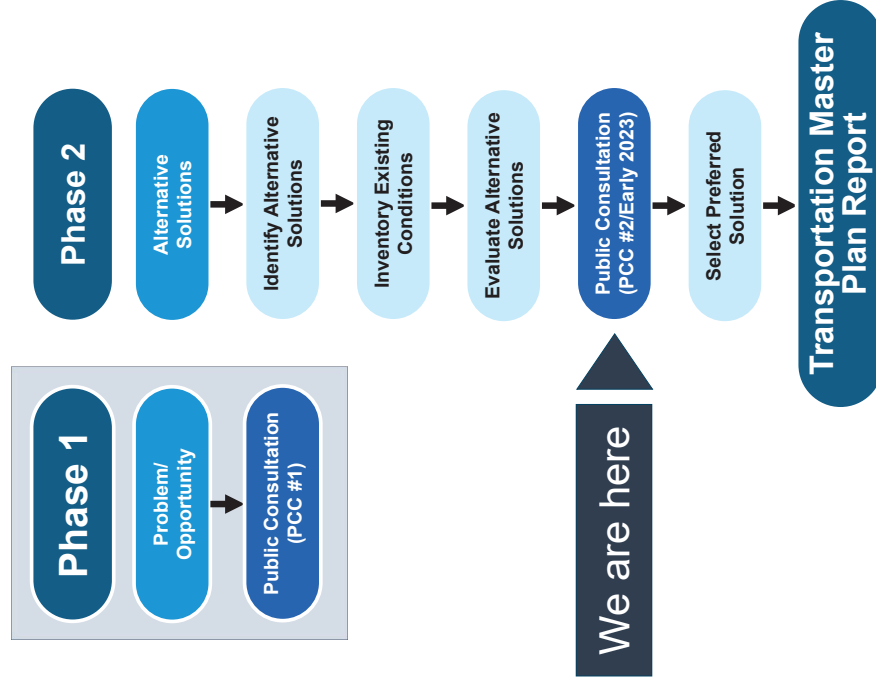 Phase 1
Problem/
Opportunity
Public Consultation
(PCC #1)
We are here
Phase 2
Alternative
Solutions
Identify Alternative
Solutions
Inventory Existing
Conditions
Evaluate Alternative
Solutions
Public Consultation
(PCC #2/Early 2023)
Select Preferred
Solution
Transportation Master
Plan Report